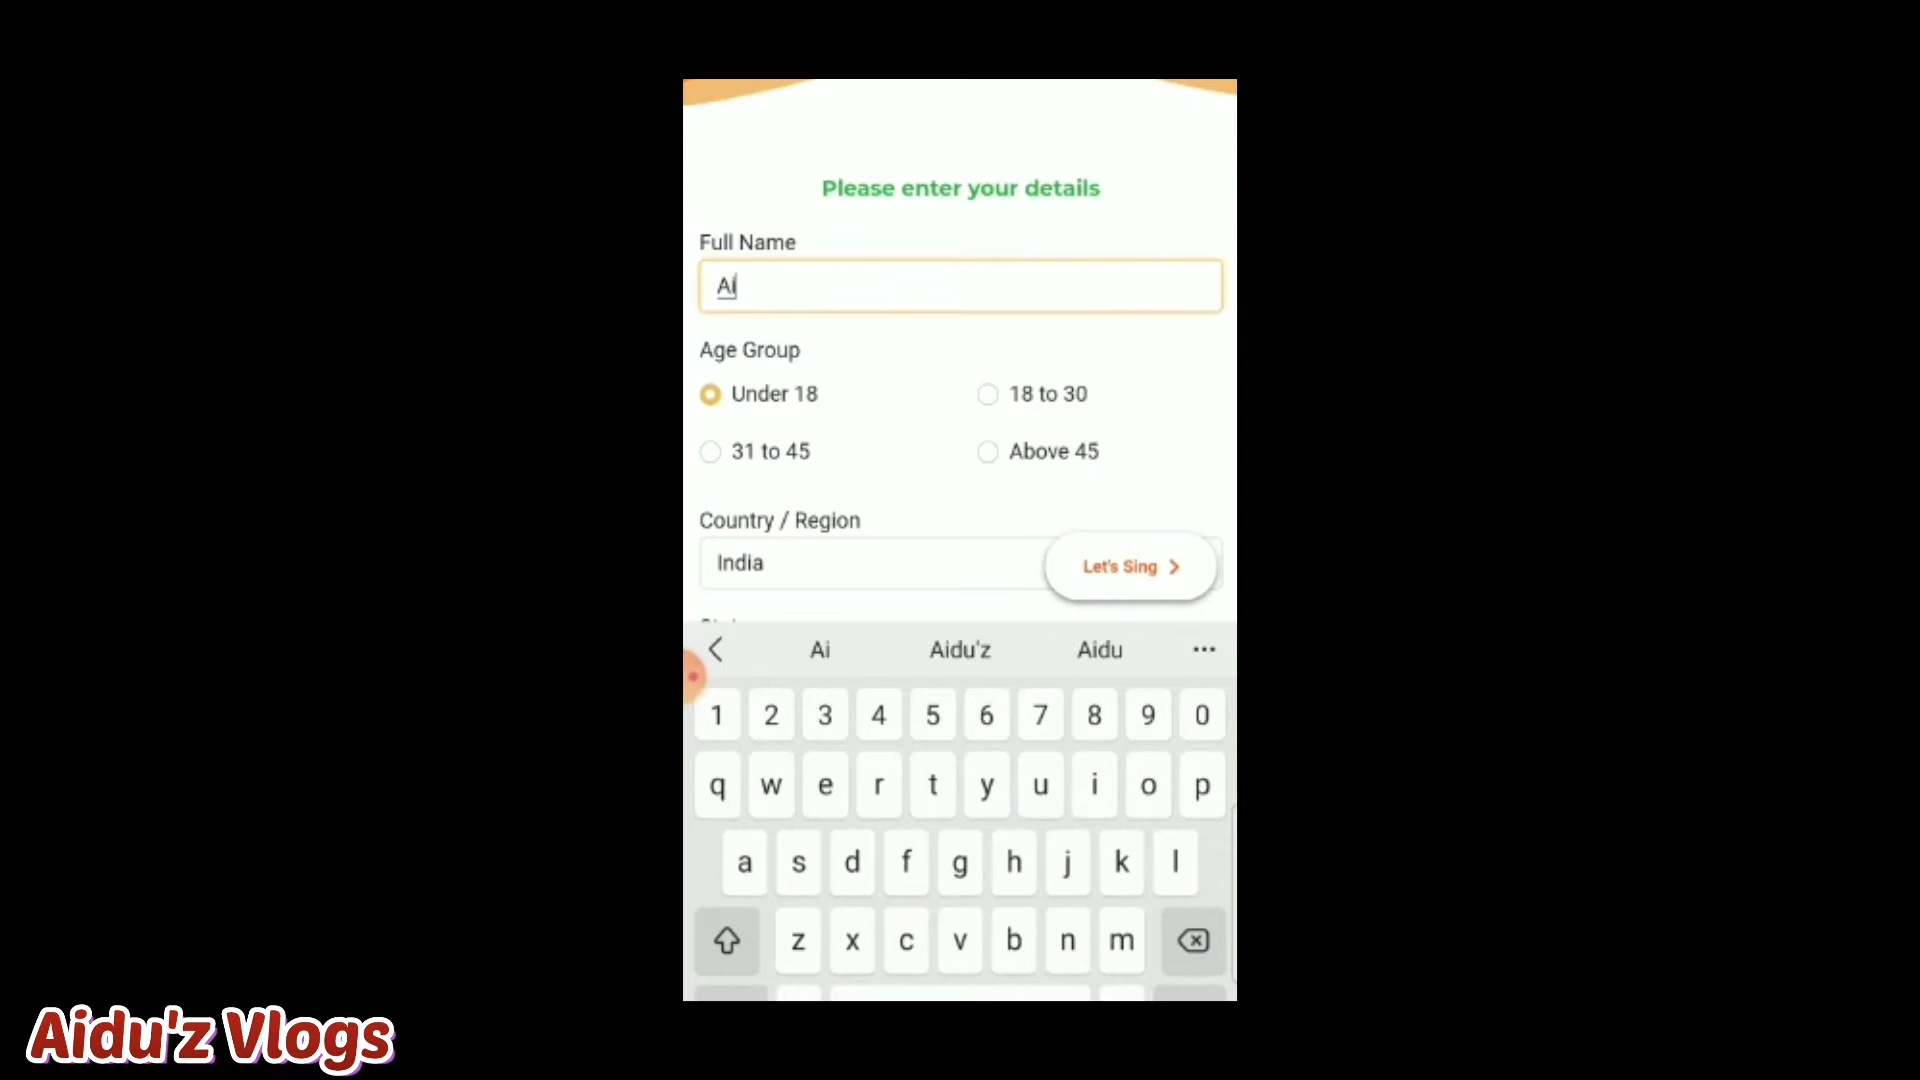 Please enter your details
Full Name
Ai
Age Group
Under 18
18 to 30
31 to 45
Above 45
Country / Region
India
Let's Sing
Ai Aidu'z Aidu
1 2 3 4 5 6 7 8 9 0
q w e r t y u i o p
a s d f g h j k l
z x c v b n m
Aidu'z Vlogs